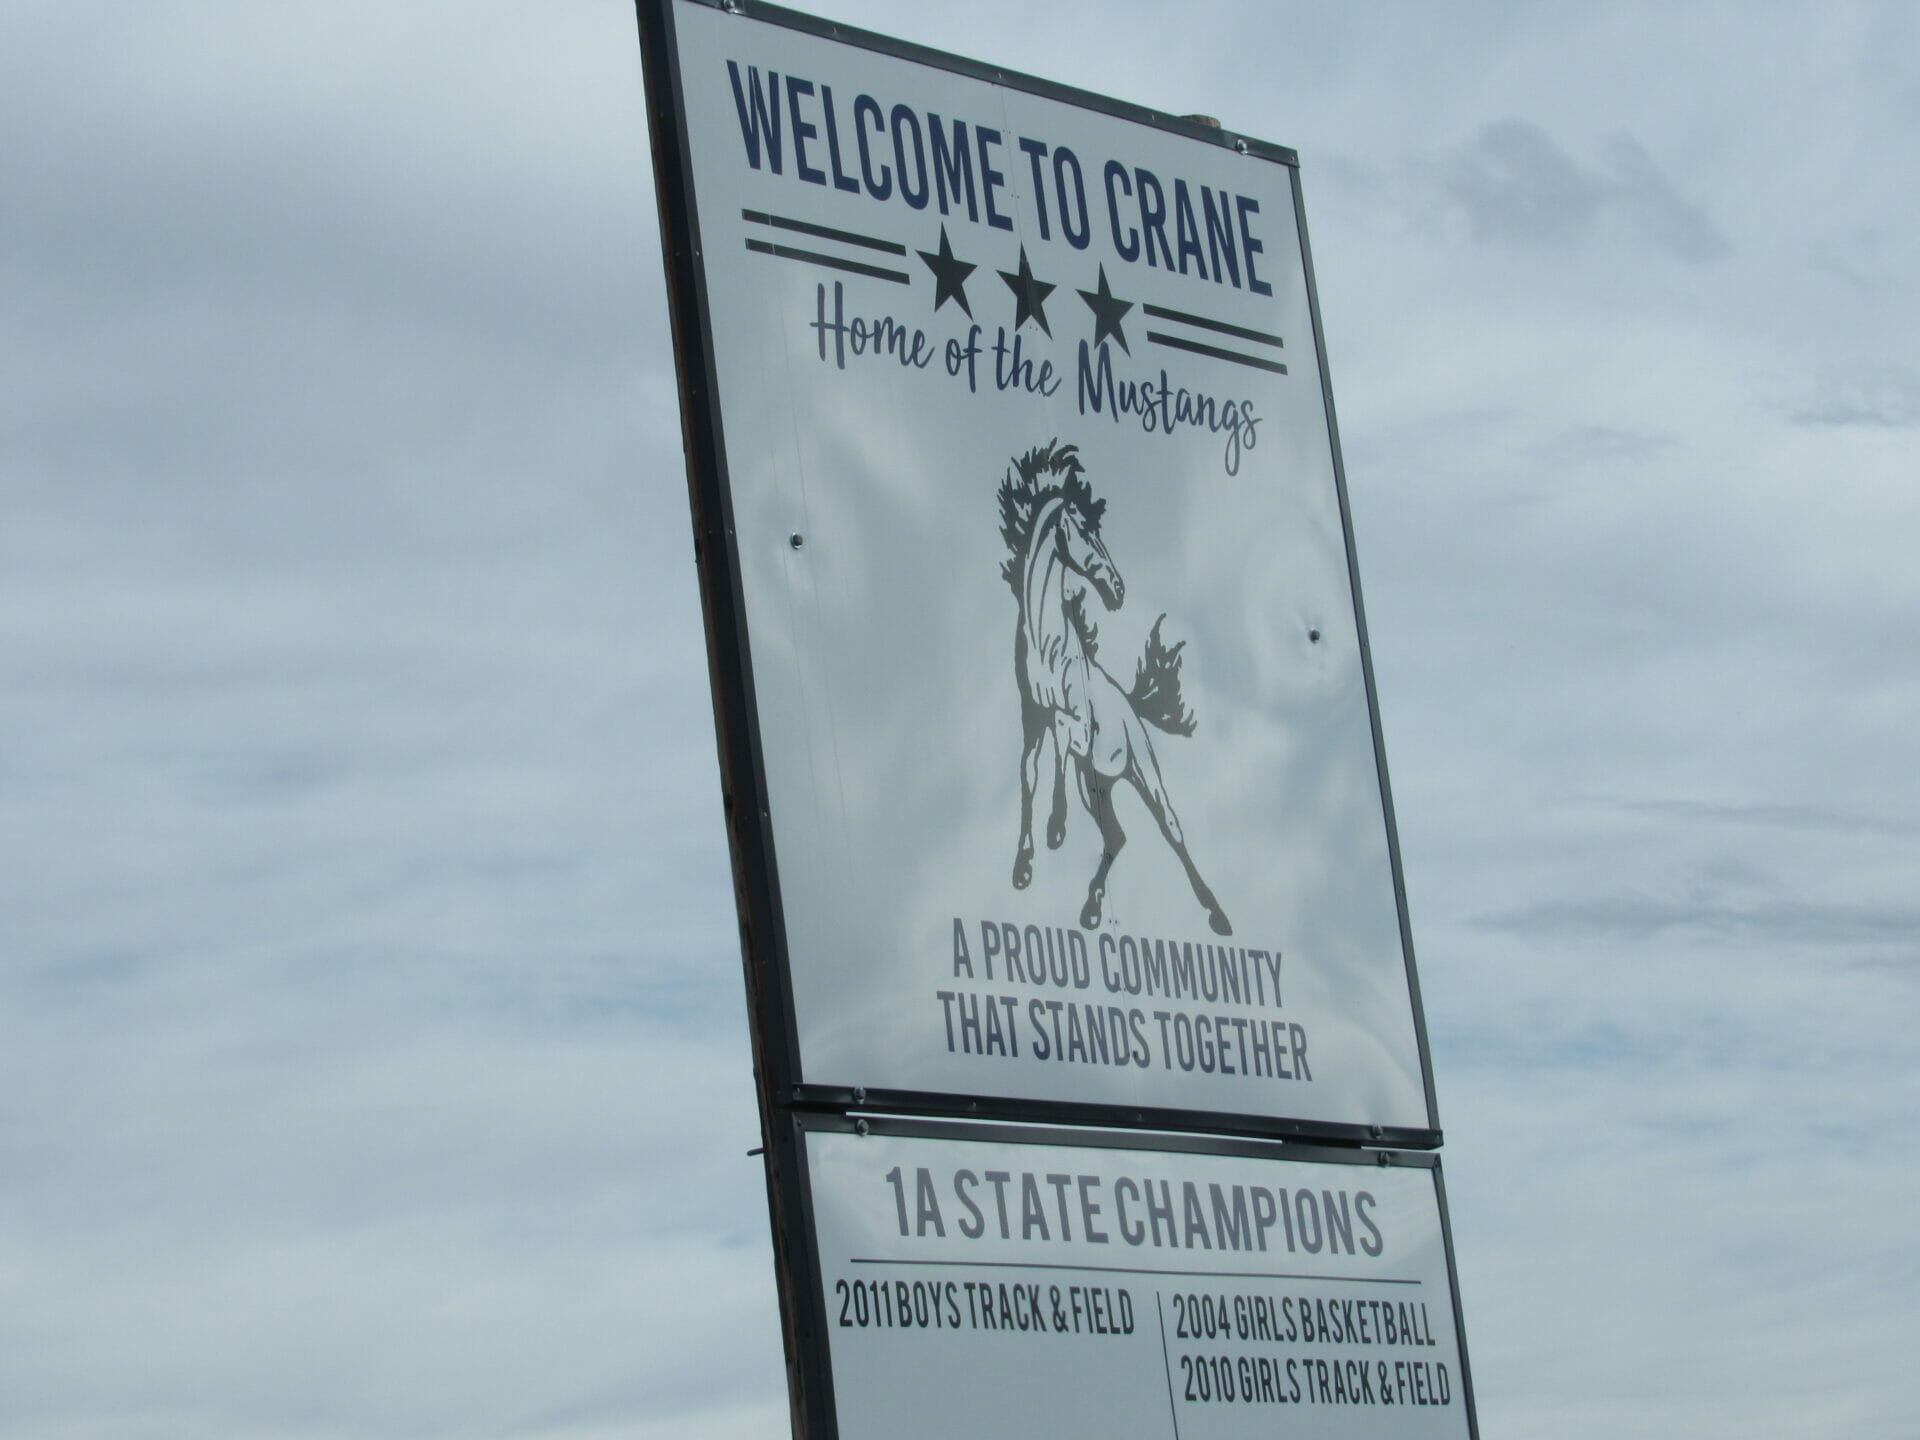 WELCOME TO CRANE
Home of the Mustangs
A PROUD COMMUNITY
THAT STANDS TOGETHER
1A STATE CHAMPIONS
2011 BOYS TRACK & FIELD
2004 GIRLS BASKETBALL
2010 GIRLS TRACK & FIELD